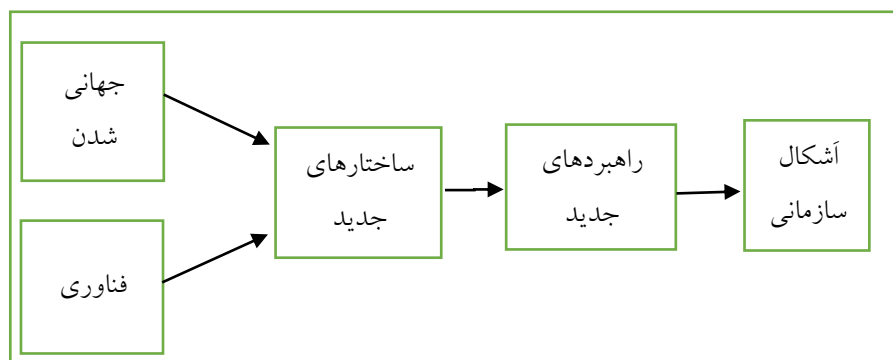 جهانی
شدن
فناوری
ساختارهای
جدید
راهبردهای
جدید
اَشکال
سازمانی